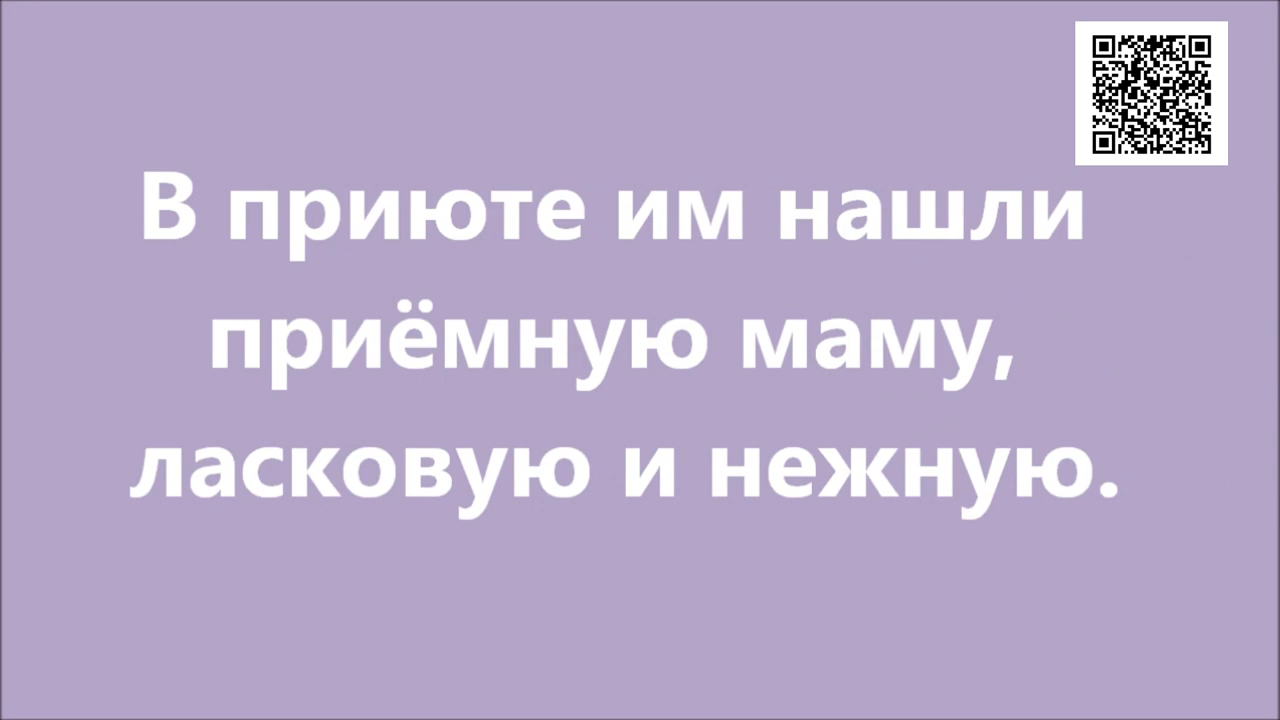 В приюте им нашли
приёмную маму,
ласковую и нежную.